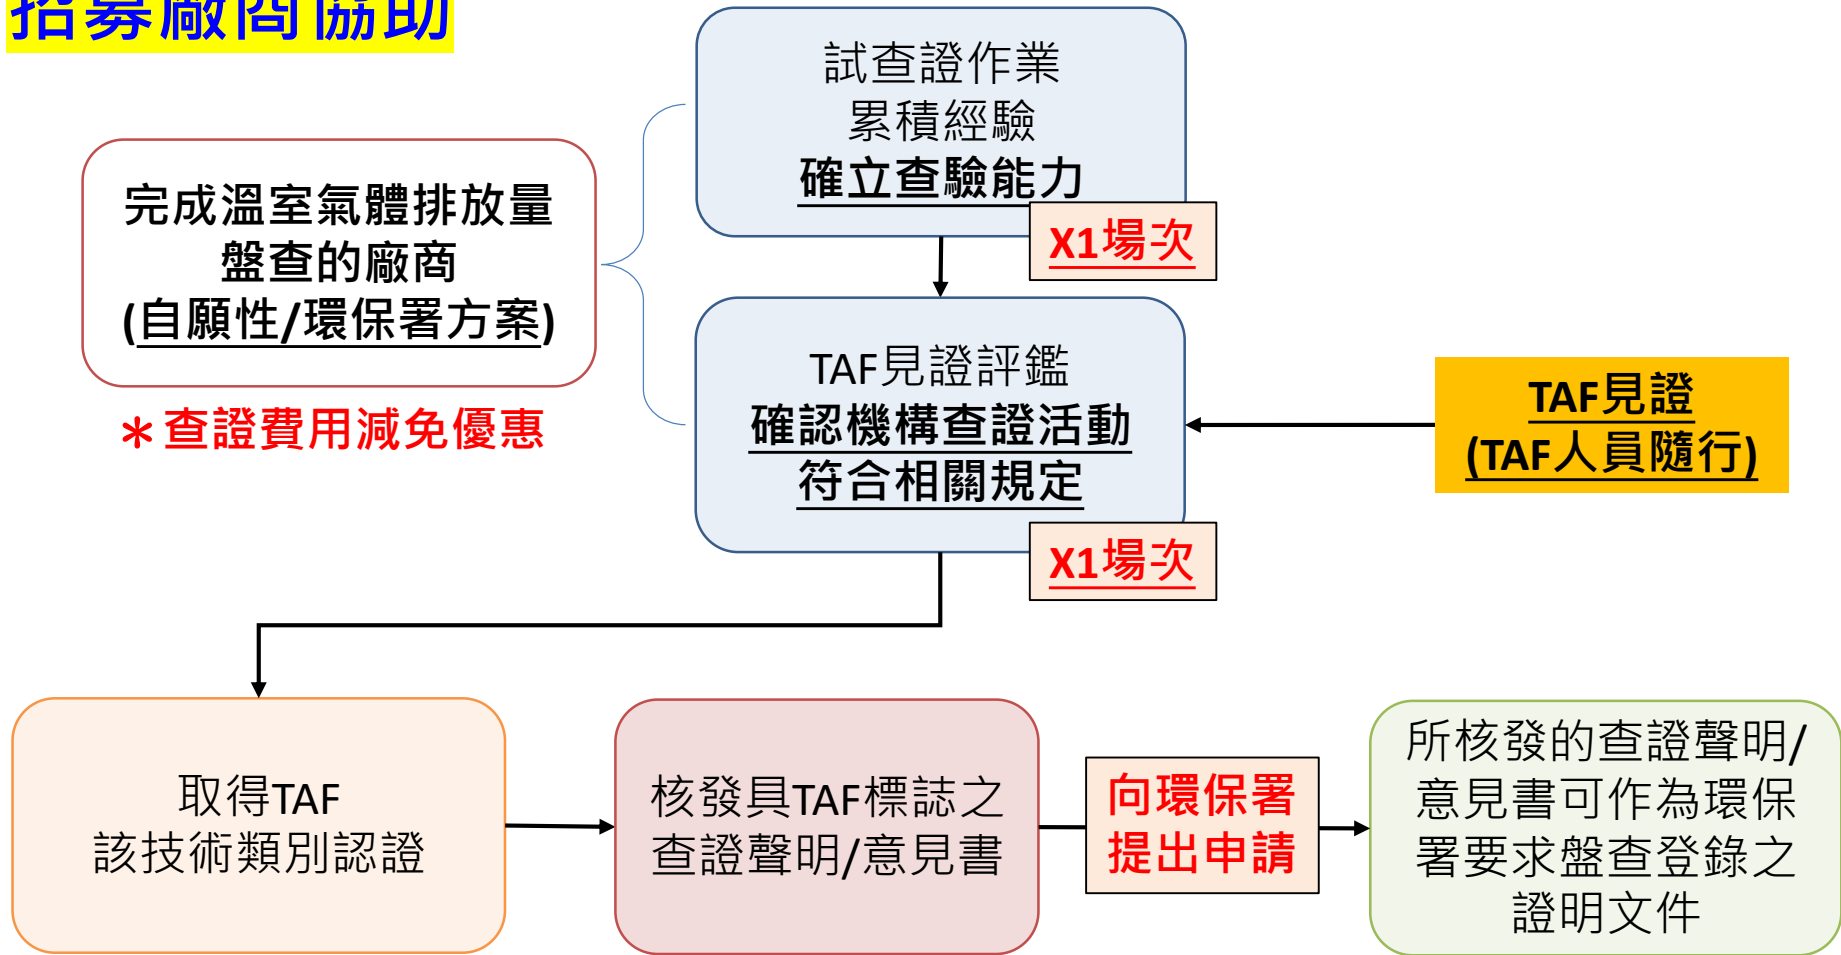 招募廠商協助
試查證作業
累積經驗
確立查驗能力
X1場次
完成溫室氣體排放量
盤查的廠商
(自願性/環保署方案)
＊查證費用減免優惠
TAF見證評鑑
確認機構查證活動
符合相關規定
X1場次
TAF見證
(TAF人員隨行)
取得TAF
該技術類別認證
核發具TAF標誌之
查證聲明/意見書
向環保署
提出申請
所核發的查證聲明/
意見書可作為環保
署要求盤查登錄之
證明文件